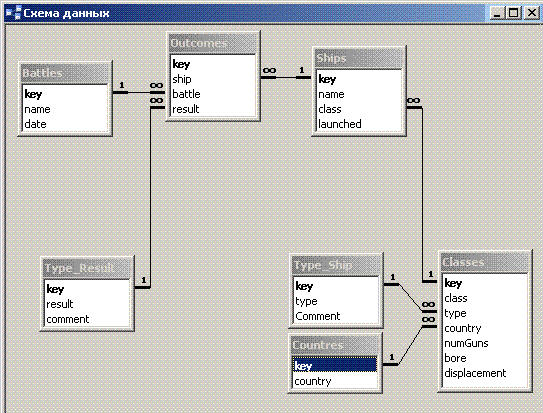 Схема данных
Battles
key
name
date
1
∞
∞
Outcomes
key
ship
battle
result
∞
1
Ships
key
name
class
launched
∞
Type_Result
key
result
comment
1
Type_Ship
key
type
Comment
1
Countres
key
country
1
1
∞
∞
Classes
key
class
type
country
numGuns
bore
displacement